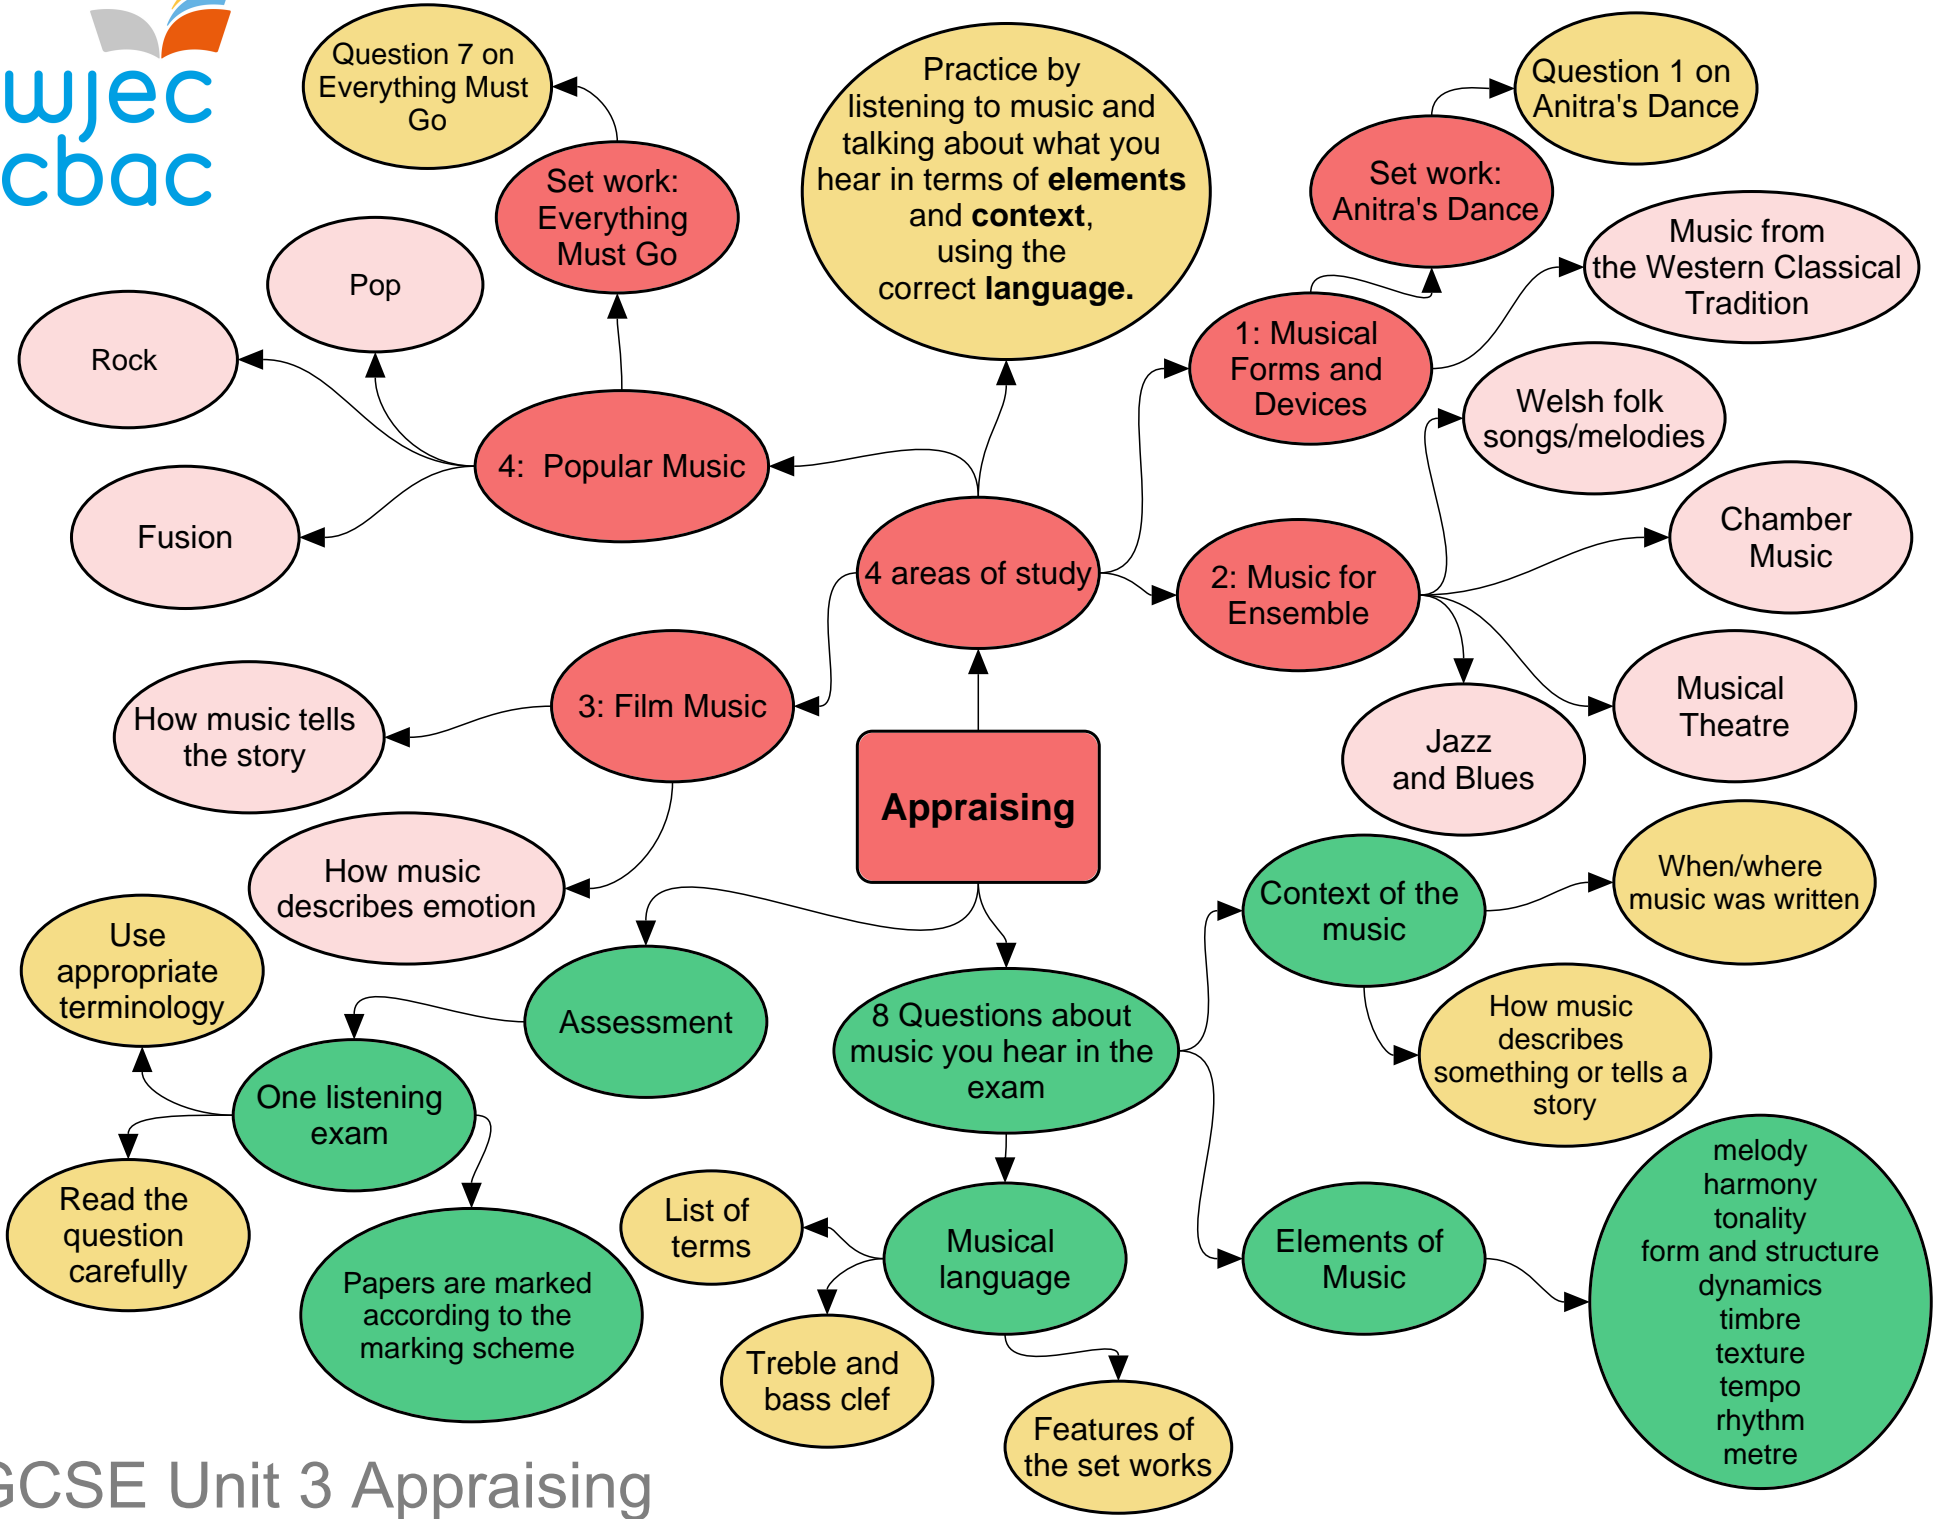 wjec
cbac
Question 7 on
Everything Must
Go
Set work:
Everything
Must Go
Pop
Rock
Fusion
4:  Popular Music
Practice by
listening to music and
talking about what you
hear in terms of elements
and context,
using the
correct language.
Question 1 on
Anitra's Dance
Set work:
Anitra's Dance
Music from
the Western Classical
Tradition
1: Musical
Forms and
Devices
Welsh folk
songs/melodies
Chamber
Music
4 areas of study
2: Music for
Ensemble
Musical
Theatre
Jazz
and Blues
3: Film Music
How music tells
the story
How music
describes emotion
Appraising
Context of the
music
When/where
music was written
How music
describes
something or tells a
story
Use
appropriate
terminology
Assessment
8 Questions about
music you hear in the
exam
One listening
exam
Read the
question
carefully
Papers are marked
according to the
marking scheme
List of
terms
Musical
language
Treble and
bass clef
Features of
the set works
Elements of
Music
melody
harmony
tonality
form and structure
dynamics
timbre
texture
tempo
rhythm
metre
GCSE Unit 3 Appraising